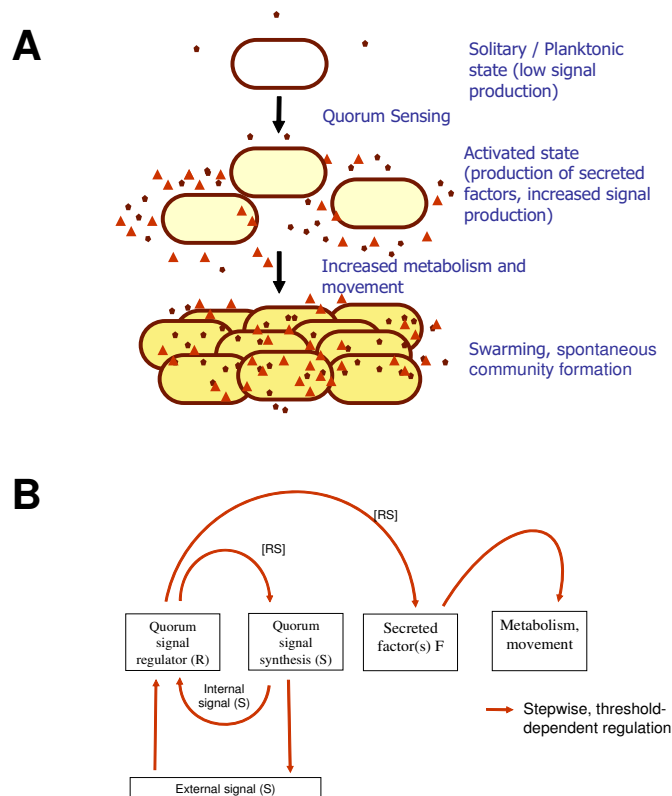 A
Solitary / Planktonic
state (low signal
production)
Quorum Sensing
Activated state
(production of secreted
factors, increased signal
production)
Increased metabolism and
movement
Swarming, spontaneous
community formation
B
[RS]
[RS]
Quorum
signal
regulator (R)
Quorum
signal
synthesis (S)
Secreted
factor(s) F
Metabolism,
movement
Internal
signal (S)
Stepwise, threshold-
dependent regulation
External signal (S)